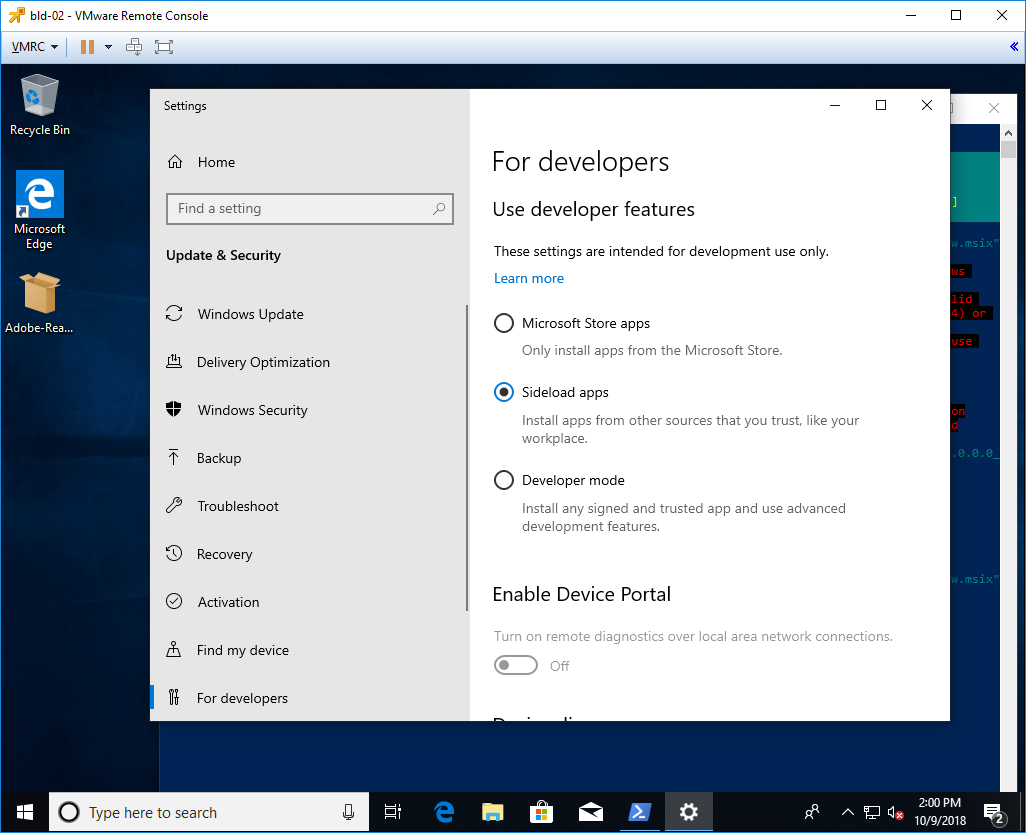 bld-02 - VMware Remote Console
VMRC
Recycle Bin
Microsoft
Edge
Adobe-Rea...
Settings
Home
Find a setting
Update & Security
Windows Update
Delivery Optimization
Windows Security
Backup
Troubleshoot
Recovery
Activation
Find my device
For developers
For developers
Use developer features
These settings are intended for development use only.
Learn more
Microsoft Store apps
Only install apps from the Microsoft Store.
Sideload apps
Install apps from other sources that you trust, like your
workplace.
Developer mode
Install any signed and trusted app and use advanced
development features.
Enable Device Portal
Turn on remote diagnostics over local area network connections.
Off
]
w.msix"
ws
lid
4) or
use
on
d
.0.0.0_
w.msix"
Type here to search
2:00 PM
10/9/2018
2